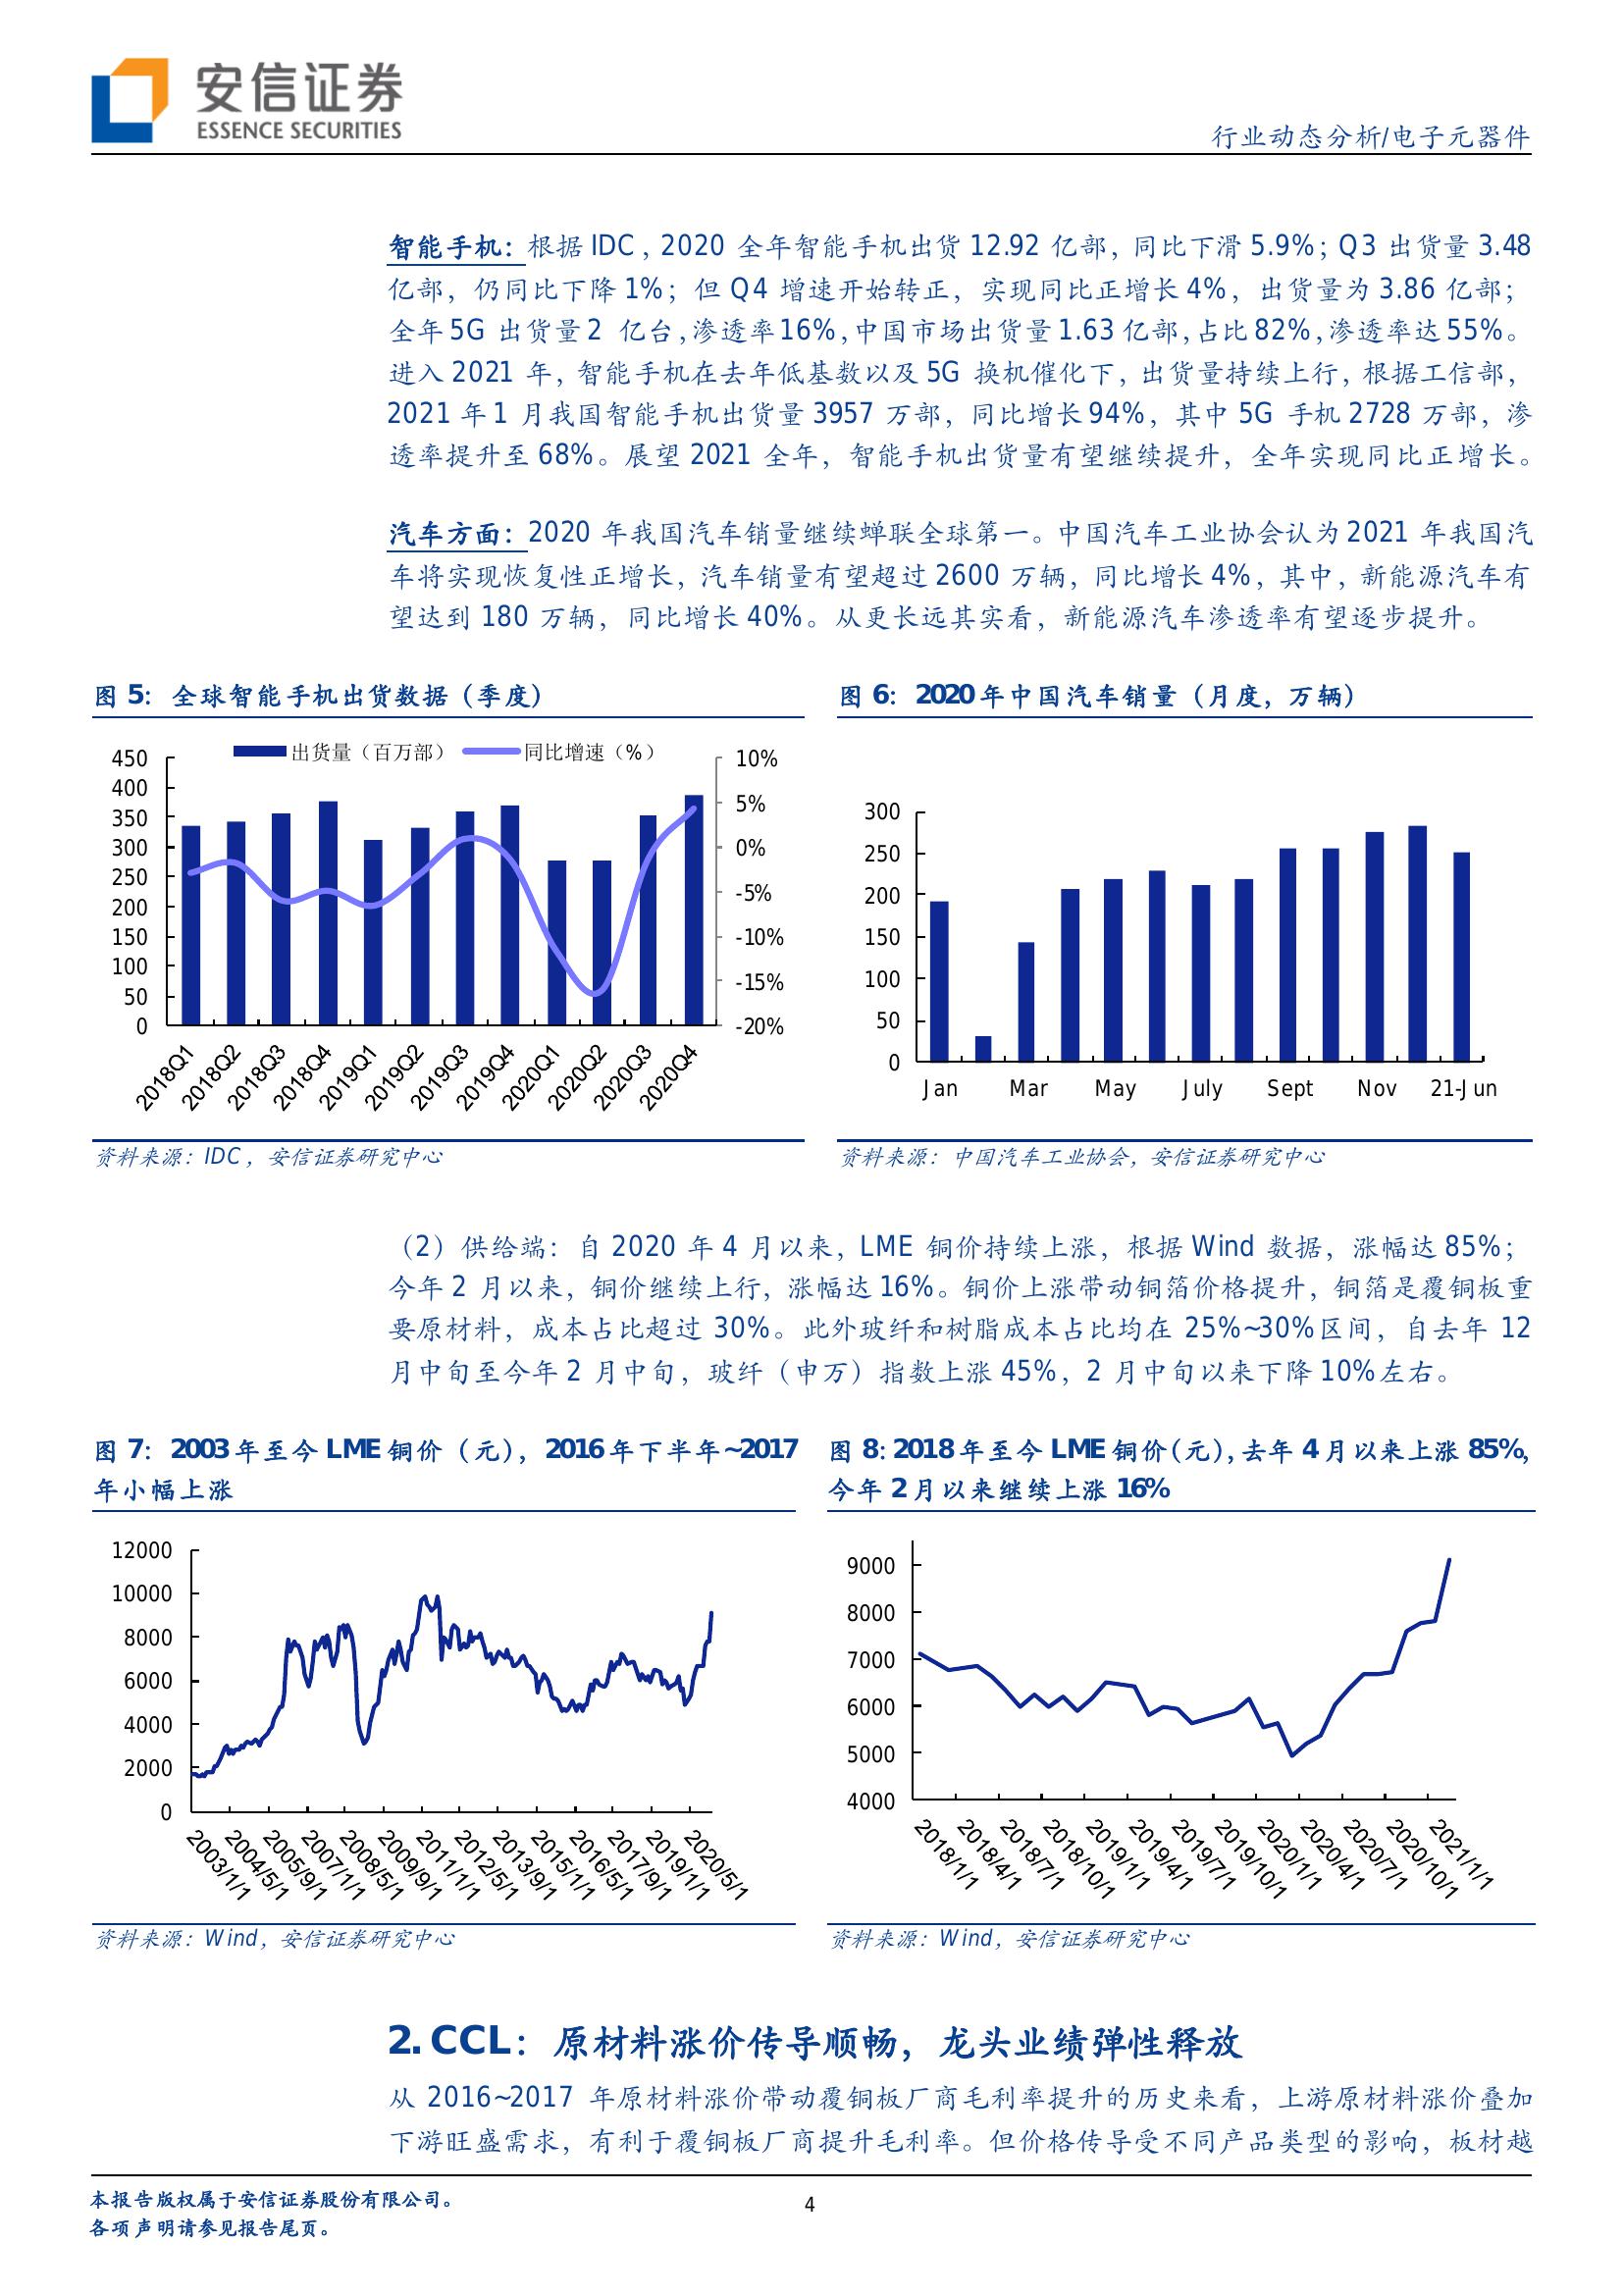 安信证券
ESSENCE SECURITIES
行业动态分析/电子元器件
智能手机：根据 IDC，2020 全年智能手机出货 12.92 亿部，同比下滑 5.9%；Q3 出货量 3.48
亿部，仍同比下降 1%；但 Q4 增速开始转正，实现同比正增长 4%，出货量为 3.86 亿部；
全年 5G 出货量 2 亿台，渗透率 16%，中国市场出货量 1.63 亿部，占比 82%，渗透率达 55%。
进入 2021 年，智能手机在去年低基数以及 5G 换机催化下，出货量持续上行，根据工信部，
2021 年 1 月我国智能手机出货量 3957 万部，同比增长 94%，其中 5G 手机 2728 万部，渗
透率提升至 68%。展望 2021 全年，智能手机出货量有望继续提升，全年实现同比正增长。
汽车方面：2020 年我国汽车销量继续蝉联全球第一。中国汽车工业协会认为 2021 年我国汽
车将实现恢复性正增长，汽车销量有望超过 2600 万辆，同比增长 4%，其中，新能源汽车有
望达到 180 万辆，同比增长 40%。从更长远其实看，新能源汽车渗透率有望逐步提升。
图 5：全球智能手机出货数据（季度）
出货量（百万部） 同比增速（%）
450
400
350
300
250
200
150
100
50
0
10%
5%
0%
-5%
-10%
-15%
-20%
2018Q1
2018Q2
2018Q3
2018Q4
2019Q1
2019Q2
2019Q3
2019Q4
2020Q1
2020Q2
2020Q3
2020Q4
资料来源：IDC，安信证券研究中心
图 6：2020 年中国汽车销量（月度，万辆）
300
250
200
150
100
50
0
Jan Mar May July Sept Nov 21-Jun
资料来源：中国汽车工业协会，安信证券研究中心
（2）供给端：自 2020 年 4 月以来，LME 铜价持续上涨，根据 Wind 数据，涨幅达 85%；
今年 2 月以来，铜价继续上行，涨幅达 16%。铜价上涨带动铜箔价格提升，铜箔是覆铜板重
要原材料，成本占比超过 30%。此外玻纤和树脂成本占比均在 25%~30%区间，自去年 12
月中旬至今年 2 月中旬，玻纤（申万）指数上涨 45%，2 月中旬以来下降 10%左右。
图 7：2003 年至今 LME 铜价（元），2016 年下半年~2017
年小幅上涨
12000
10000
8000
6000
4000
2000
0
2003/1/1
2004/5/1
2005/9/1
2007/1/1
2008/5/1
2009/9/1
2011/1/1
2012/5/1
2013/9/1
2015/1/1
2016/5/1
2017/9/1
2019/1/1
2020/5/1
资料来源：Wind，安信证券研究中心
图 8：2018 年至今 LME 铜价（元），去年 4 月以来上涨 85%，
今年 2 月以来继续上涨 16%
9000
8000
7000
6000
5000
4000
2018/1/1
2018/4/1
2018/7/1
2018/10/1
2019/1/1
2019/4/1
2019/7/1
2019/10/1
2020/1/1
2020/4/1
2020/7/1
2020/10/1
2021/1/1
资料来源：Wind，安信证券研究中心
2. CCL：原材料涨价传导顺畅，龙头业绩弹性释放
从 2016~2017 年原材料涨价带动覆铜板厂商毛利率提升的历史来看，上游原材料涨价叠加
下游旺盛需求，有利于覆铜板厂商提升毛利率。但价格传导受不同产品类型的影响，板材越
本报告版权属于安信证券股份有限公司。
各项声明请参见报告尾页。
4